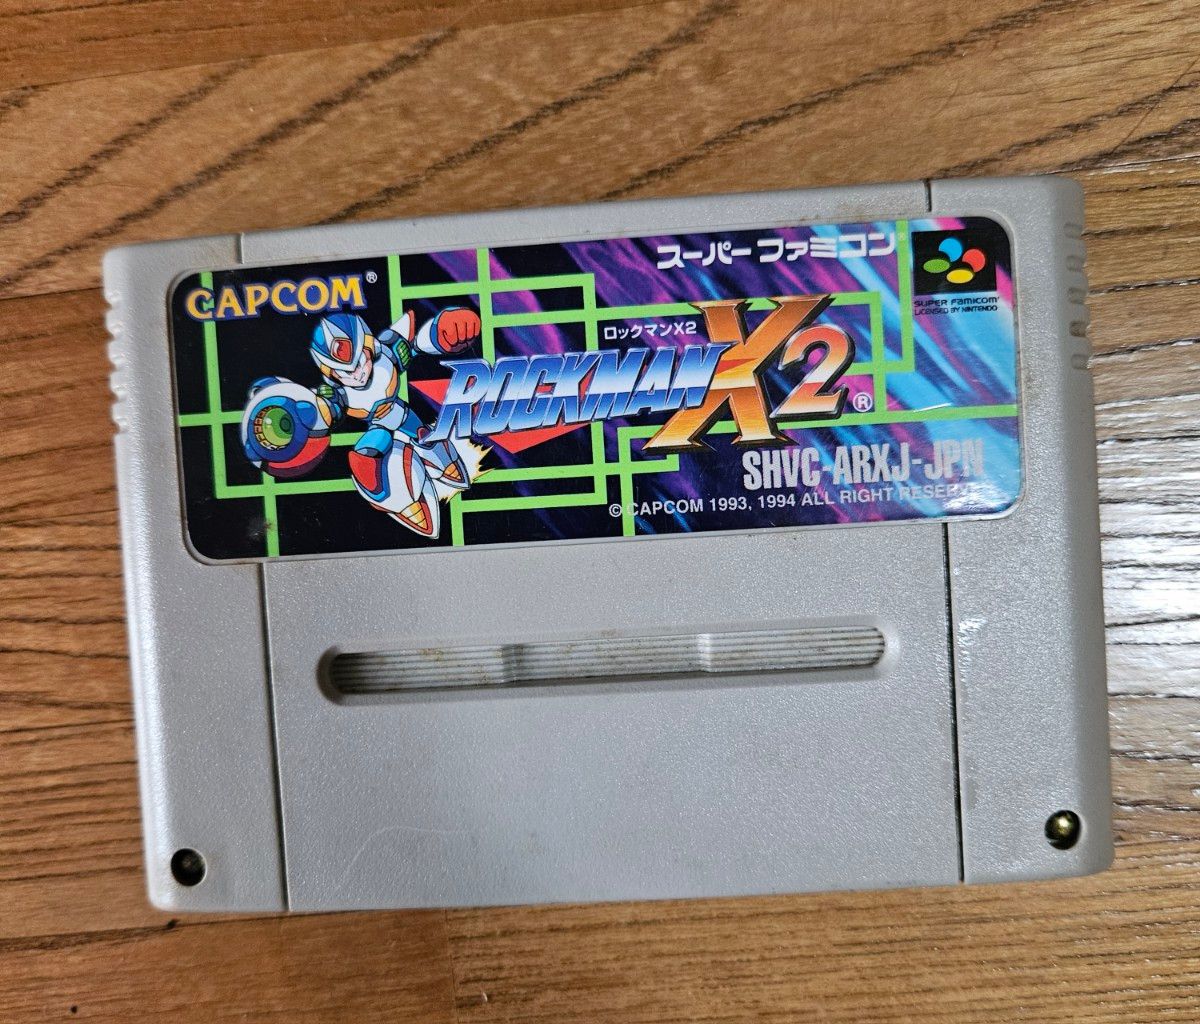 スーパーファミコン®
CAPCOM®
SUPER FAMICOM
LICENSED BY NINTENDO
ロックマンX2
ROCKMAN X2®
SHVC-ARXJ-JPN
© CAPCOM 1993, 1994 ALL RIGHT